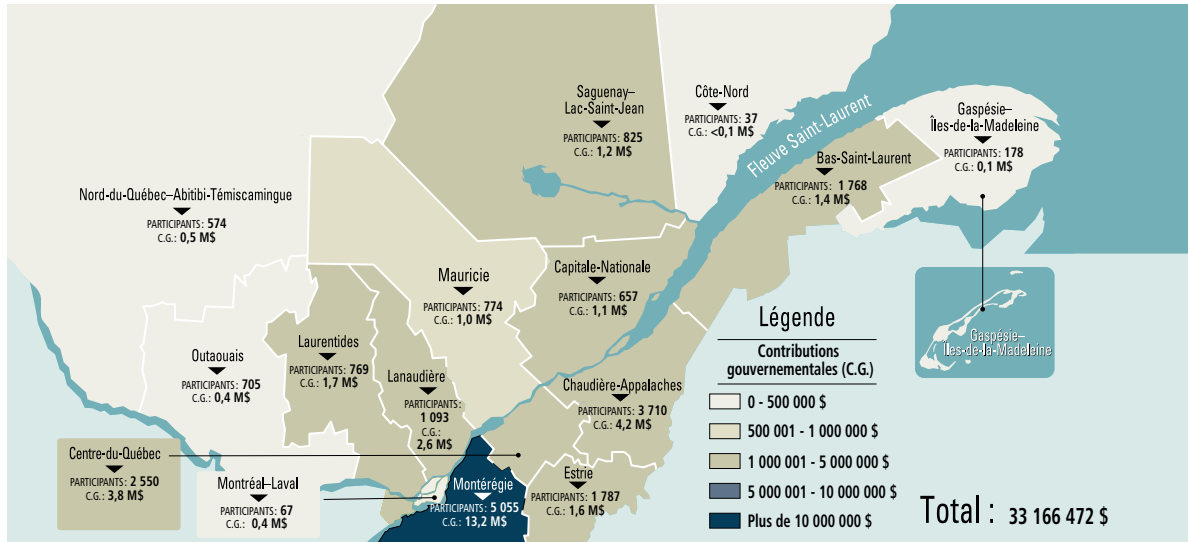 Saguenay–
Lac-Saint-Jean
PARTICIPANTS: 825
C.G.: 1,2 M$
Côte-Nord
PARTICIPANTS: 37
C.G.: <0,1 M$
Fleuve Saint-Laurent
Gaspésie–
Îles-de-la-Madeleine
PARTICIPANTS: 178
C.G.: 0,1 M$
Bas-Saint-Laurent
PARTICIPANTS: 1 768
C.G.: 1,4 M$
Nord-du-Québec–Abitibi-Témiscamingue
PARTICIPANTS: 574
C.G.: 0,5 M$
Mauricie
PARTICIPANTS: 774
C.G.: 1,0 M$
Capitale-Nationale
PARTICIPANTS: 657
C.G.: 1,1 M$
Outaouais
PARTICIPANTS: 705
C.G.: 0,4 M$
Laurentides
PARTICIPANTS: 769
C.G.: 1,7 M$
Lanaudière
PARTICIPANTS:
1 093
C.G.:
2,6 M$
Chaudière-Appalaches
PARTICIPANTS: 3 710
C.G.: 4,2 M$
Centre-du-Québec
PARTICIPANTS: 2 550
C.G.: 3,8 M$
Montréal–Laval
PARTICIPANTS: 67
C.G.: 0,4 M$
Montérégie
PARTICIPANTS: 5 055
C.G.: 13,2 M$
Estrie
PARTICIPANTS: 1 787
C.G.: 1,6 M$
Gaspésie–
Îles-de-la-Madeleine
Légende
Contributions
gouvernementales (C.G.)
0 - 500 000 $
500 001 - 1 000 000 $
1 000 001 - 5 000 000 $
5 000 001 - 10 000 000 $
Plus de 10 000 000 $
Total : 33 166 472 $